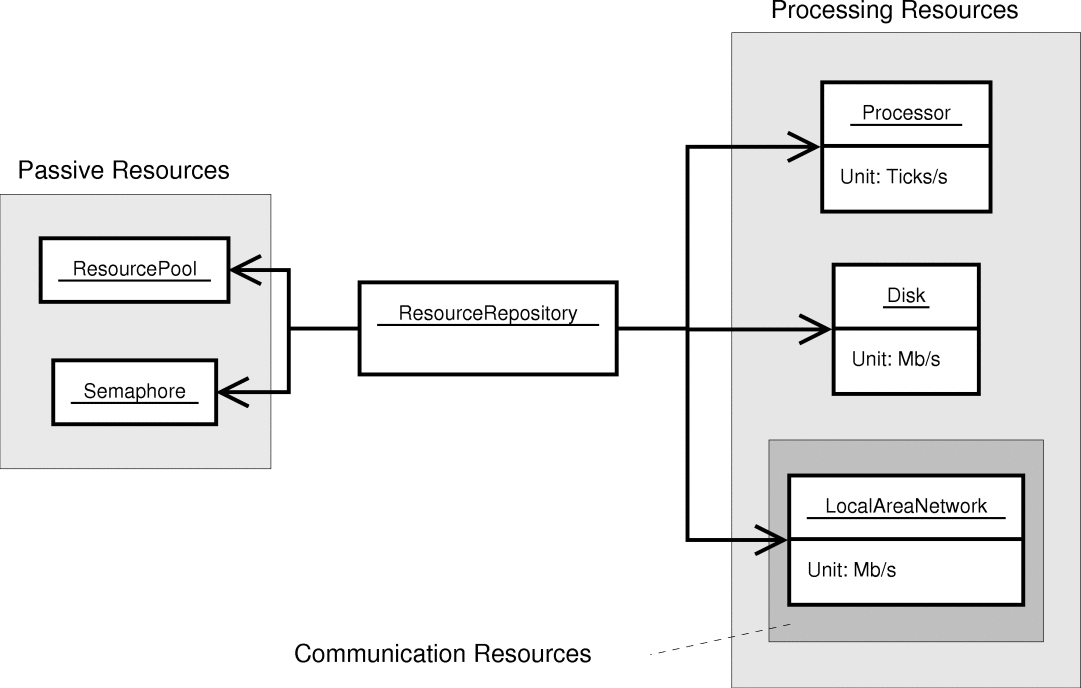 Processing Resources
Processor
Unit: Ticks/s
Passive Resources
ResourcePool
Semaphore
ResourceRepository
Disk
Unit: Mb/s
LocalAreaNetwork
Unit: Mb/s
Communication Resources